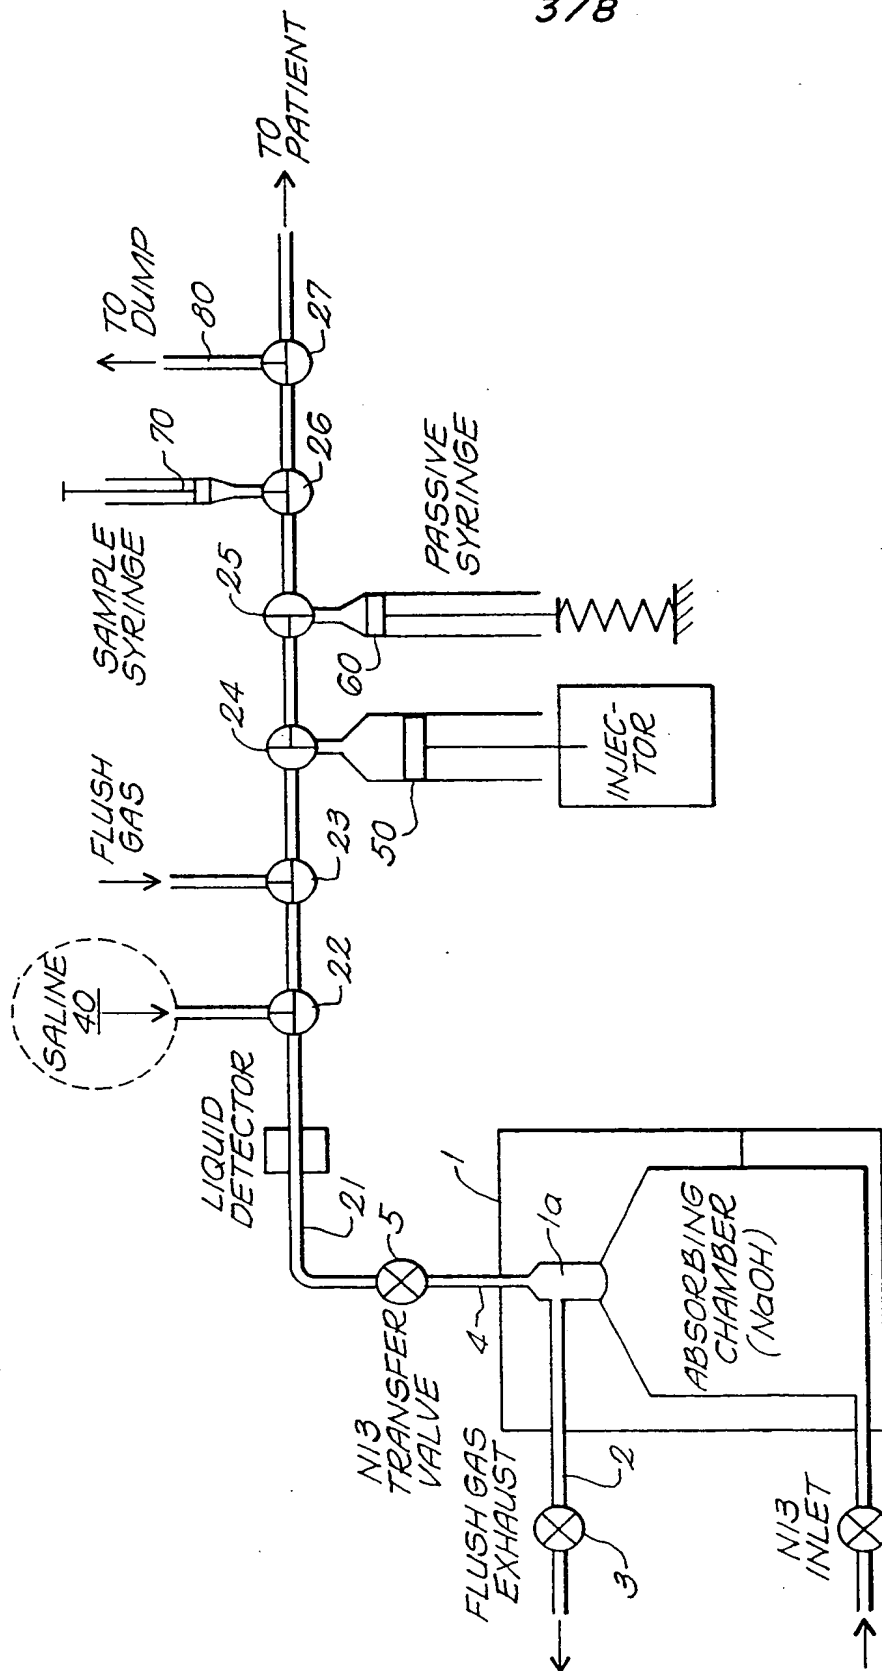 3/8
TO
PATIENT
TO
DUMP
80
27
70
26
SAMPLE
SYRINGE
25
PASSIVE
SYRINGE
60
24
INJEC-
TOR
50
FLUSH
GAS
23
SALINE
40
22
LIQUID
DETECTOR
21
5
N13
TRANSFER
VALVE
4
1
1a
ABSORBING
CHAMBER
(NaOH)
FLUSH GAS
EXHAUST
2
3
N13
INLET